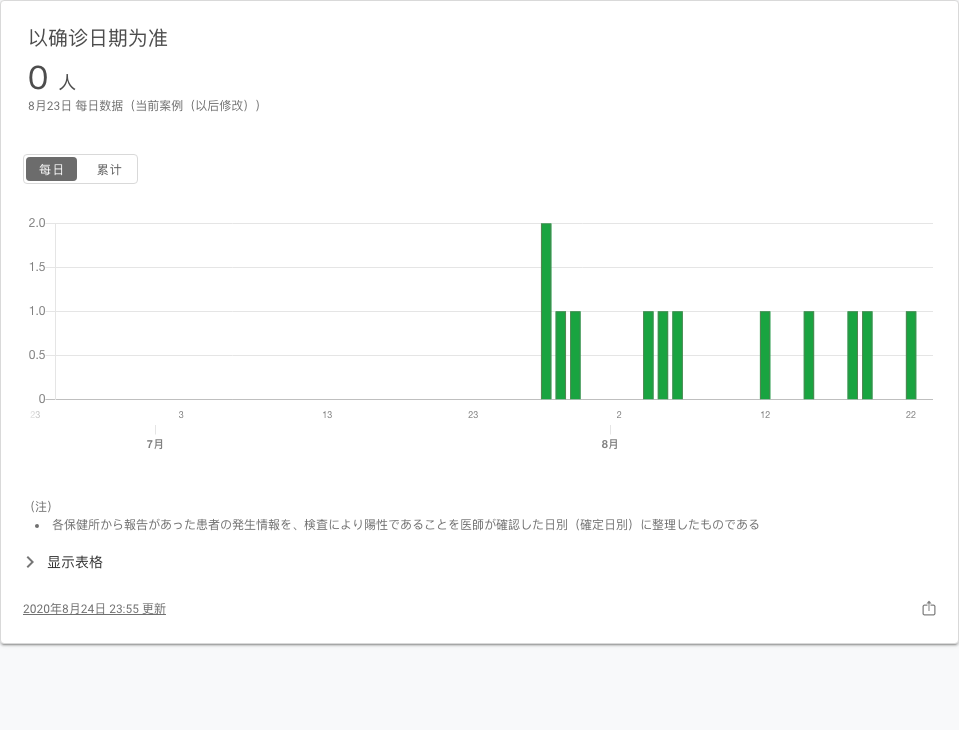 以确诊日期为准
0 人
8月23日 每日数据（当前案例（以后修改））
每日 累计
2.0
1.5
1.0
0.5
0
23 3 13 23 2 12 22
7月 8月
（注）
• 各保健所から報告があった患者の発生情報を、検査により陽性であることを医師が確認した日別（確定日別）に整理したものである
显示表格
2020年8月24日 23:55 更新